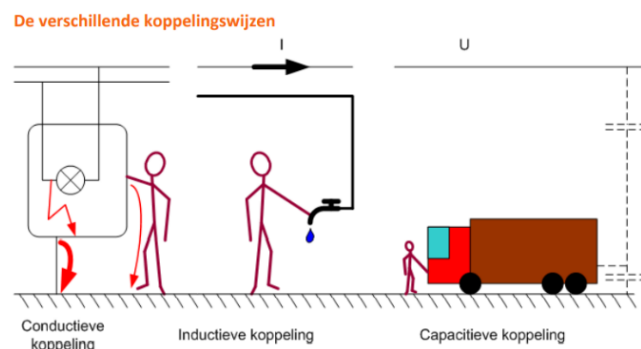 De verschillende koppelingswijzen
I
U
Conductieve
koppeling
Inductieve koppeling
Capacitieve koppeling